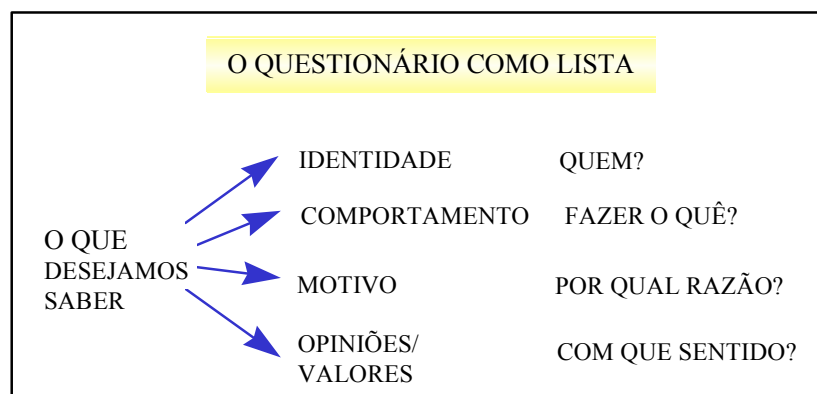 O QUESTIONÁRIO COMO LISTA
IDENTIDADE QUEM?
COMPORTAMENTO FAZER O QUÊ?
O QUE
DESEJAMOS
SABER
MOTIVO POR QUAL RAZÃO?
OPINIÕES/
VALORES
COM QUE SENTIDO?